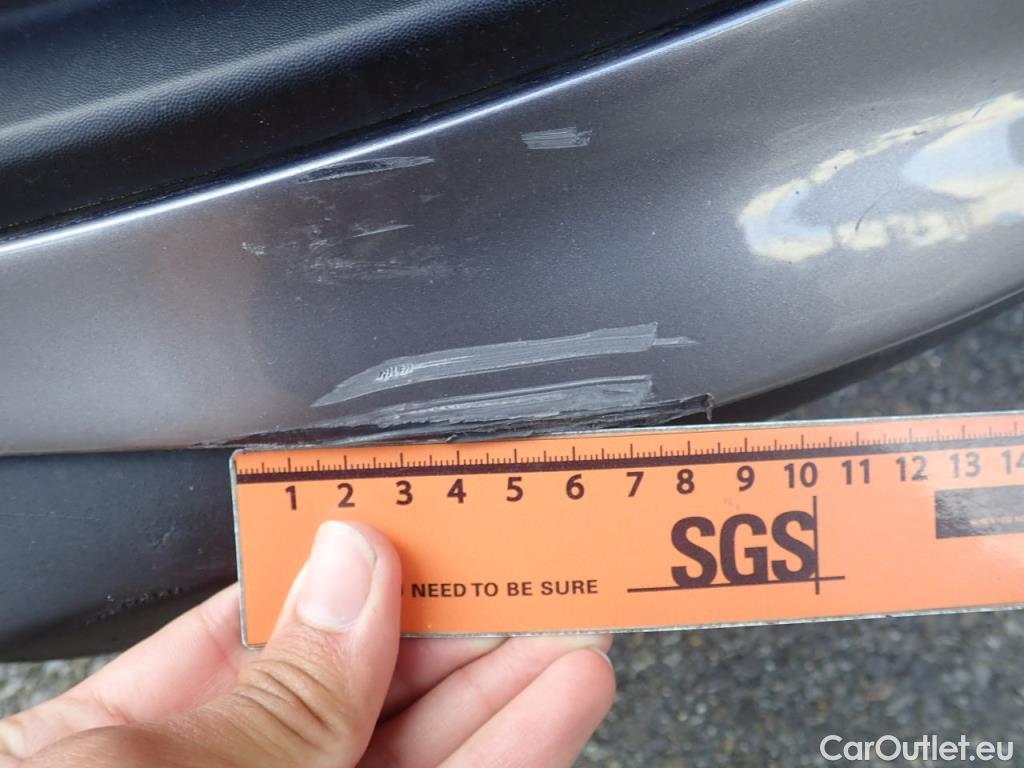 1 2 3 4 5 6 7 8 9 10 11 12 13 14
SGS
NEED TO BE SURE
CarOutlet.eu